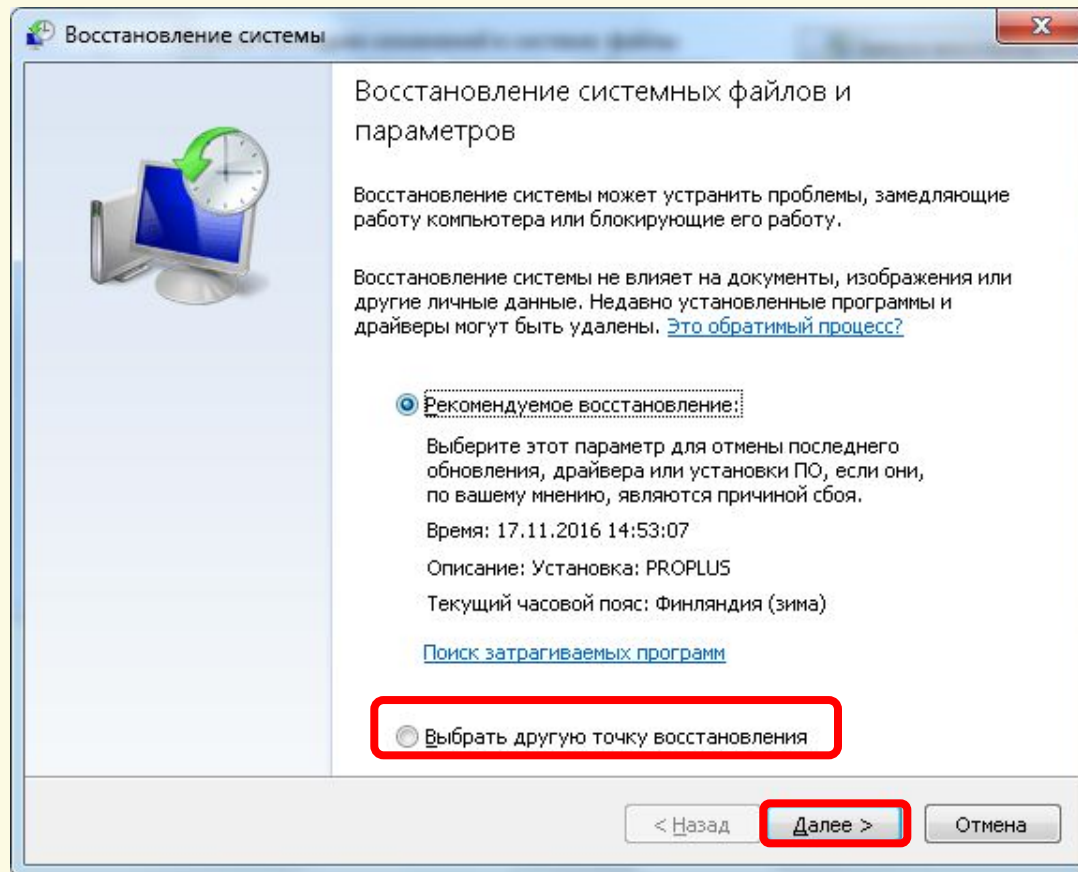 Восстановление системы
Восстановление системных файлов и
параметров
Восстановление системы может устранить проблемы, замедляющие
работу компьютера или блокирующие его работу.
Восстановление системы не влияет на документы, изображения или
другие личные данные. Недавно установленные программы и
драйверы могут быть удалены. Это обратимый процесс?
Рекомендуемое восстановление:
Выберите этот параметр для отмены последнего
обновления, драйвера или установки ПО, если они,
по вашему мнению, являются причиной сбоя.
Время: 17.11.2016 14:53:07
Описание: Установка: PROPLUS
Текущий часовой пояс: Финляндия (зима)
Поиск затрагиваемых программ
Выбрать другую точку восстановления
< Назад Далее > Отмена